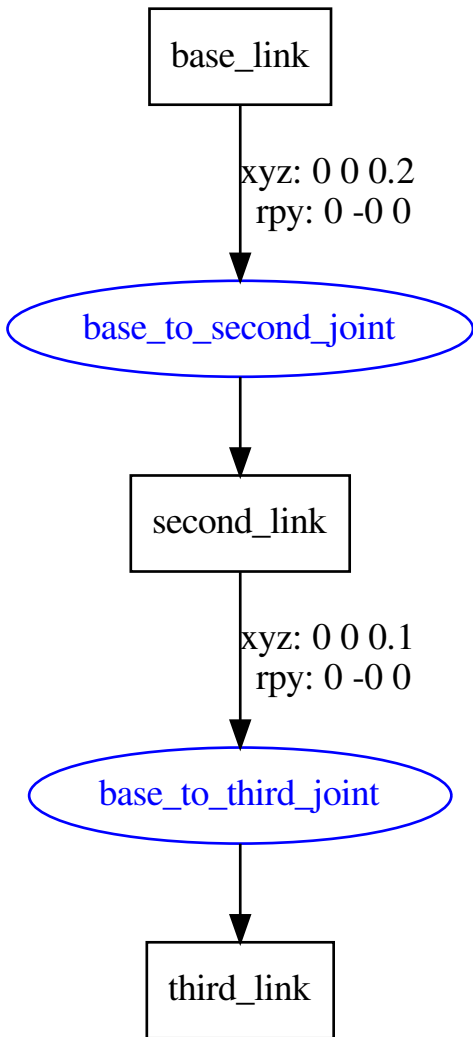 base_link
xyz: 0 0 0.2
rpy: 0 -0 0
base_to_second_joint
second_link
xyz: 0 0 0.1
rpy: 0 -0 0
base_to_third_joint
third_link